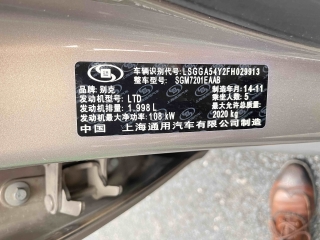 车辆识别代号: LSGGA54Y2FH029913
整车型号: SGM7201EAAB
品牌: 别克 制造年月: 14-11
发动机型号: LTD 乘坐人数: 5
发动机排量: 1.998 L 最大允许总质量:
发动机最大净功率: 108 kW 2020 kg
中国 上海通用汽车有限公司制造